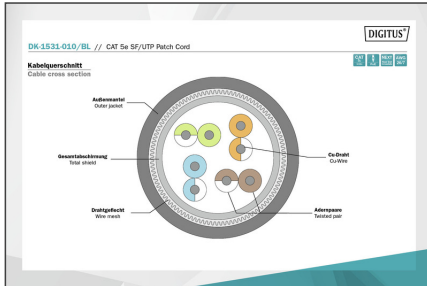 DIGITUS®
DK-1531-010/BL // CAT 5e SF/UTP Patch Cord
Kabelquerschnitt
Cable cross section
Außenmantel
Outer jacket
Gesamtabschirmung
Total shield
Drahtgeflecht
Wire mesh
Cu-Draht
Cu-Wire
Adernpaare
Twisted pair